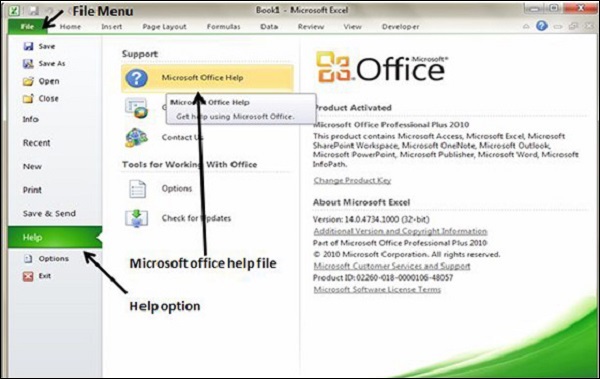 File Menu
Book1 - Microsoft Excel
File Home Insert Page Layout Formulas Data Review View Developer
Save
Save As
Open
Close
Info
Recent
New
Print
Save & Send
Help
Options
Exit
Support
Microsoft Office Help
Microsoft Office Help
Get help using Microsoft Office.
Contact Us
Tools for Working With Office
Options
Check for Updates
Microsoft office help file
Help option
Microsoft®
Office
Product Activated
Microsoft Office Professional Plus 2010
This product contains Microsoft Access, Microsoft Excel, Microsoft
SharePoint Workspace, Microsoft OneNote, Microsoft Outlook,
Microsoft PowerPoint, Microsoft Publisher, Microsoft Word, Microsoft
InfoPath.
Change Product Key
About Microsoft Excel
Version: 14.0.4734.1000 (32-bit)
Additional Version and Copyright Information
Part of Microsoft Office Professional Plus 2010
© 2010 Microsoft Corporation. All rights reserved.
Microsoft Customer Services and Support
Product ID: 02260-018-0000106-48057
Microsoft Software License Terms